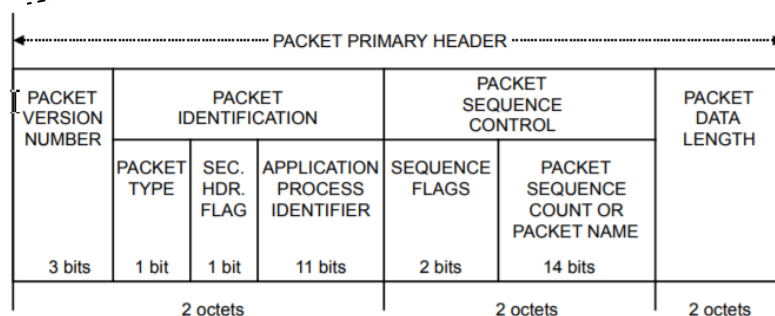 PACKET PRIMARY HEADER
PACKET
VERSION
NUMBER
3 bits
PACKET
IDENTIFICATION
PACKET
TYPE
1 bit
SEC.
HDR.
FLAG
1 bit
APPLICATION
PROCESS
IDENTIFIER
11 bits
PACKET
SEQUENCE
CONTROL
SEQUENCE
FLAGS
2 bits
PACKET
SEQUENCE
COUNT OR
PACKET NAME
14 bits
PACKET
DATA
LENGTH
2 octets
2 octets
2 octets